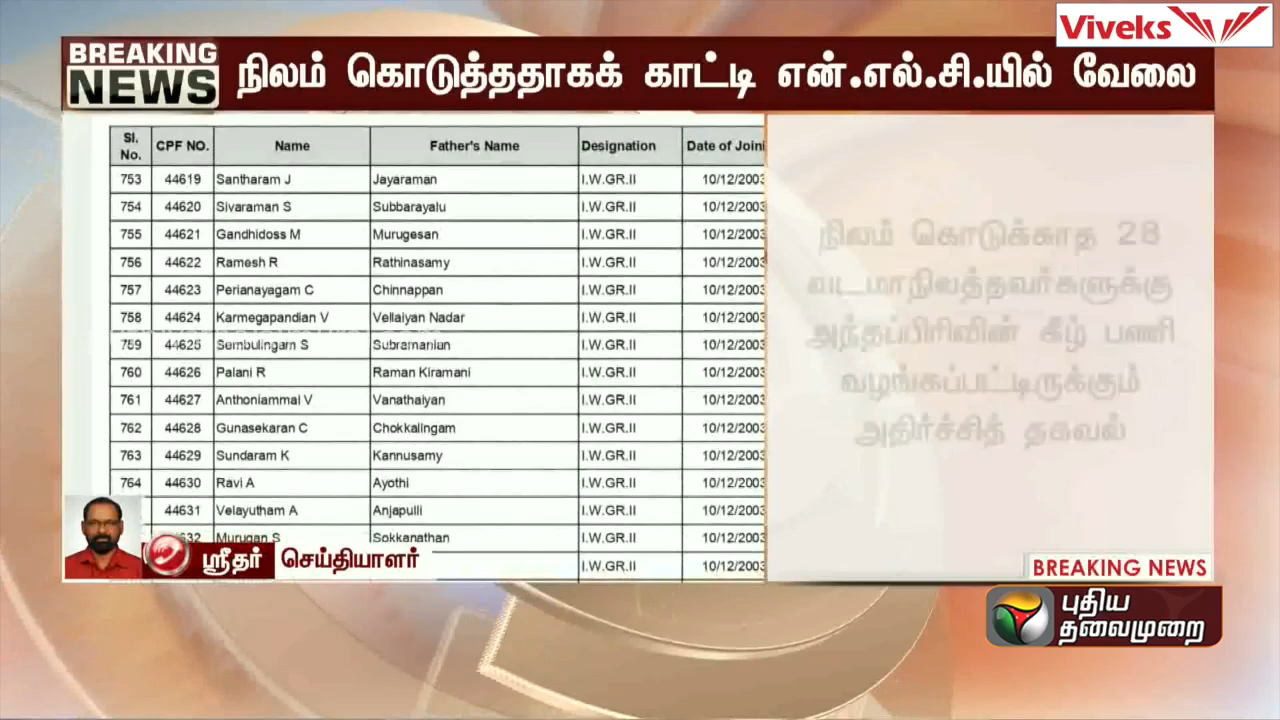 Viveks
BREAKING NEWS
நிலம் கொடுத்ததாகக் காட்டி என்.எல்.சி.யில் வேலை
Sl. No. CPF NO. Name Father's Name Designation Date of Joini
753 44619 Santharam J Jayaraman I.W.GR.II 10/12/2003
754 44620 Sivaraman S Subbarayalu I.W.GR.II 10/12/2003
755 44621 Gandhidoss M Murugesan I.W.GR.II 10/12/2003
756 44622 Ramesh R Rathinasamy I.W.GR.II 10/12/2003
757 44623 Perianayagam C Chinnappan I.W.GR.II 10/12/2003
758 44624 Karmegapandian V Vellaiyan Nadar I.W.GR.II 10/12/2003
759 44625 Sembulingam S Subramanian I.W.GR.II 10/12/2003
760 44626 Palani R Raman Kiramani I.W.GR.II 10/12/2003
761 44627 Anthoniammal V Vanathaiyan I.W.GR.II 10/12/2003
762 44628 Gunasekaran C Chokkalingam I.W.GR.II 10/12/2003
763 44629 Sundaram K Kannusamy I.W.GR.II 10/12/2003
764 44630 Ravi A Ayothi I.W.GR.II 10/12/2003
44631 Velayutham A Anjapulli I.W.GR.II 10/12/2003
632 Murugan S Sokkanathan I.W.GR.II 10/12/2003
I.W.GR.II 10/12/2003
நிலம் கொடுக்காத 28
வடமாநிலத்தவர்களுக்கு
அந்தப்பிரிவின் கீழ் பணி
வழங்கப்பட்டிருக்கும்
அதிர்ச்சித் தகவல்
ஸ்ரீதர் செய்தியாளர்
BREAKING NEWS
புதிய
தலைமுறை